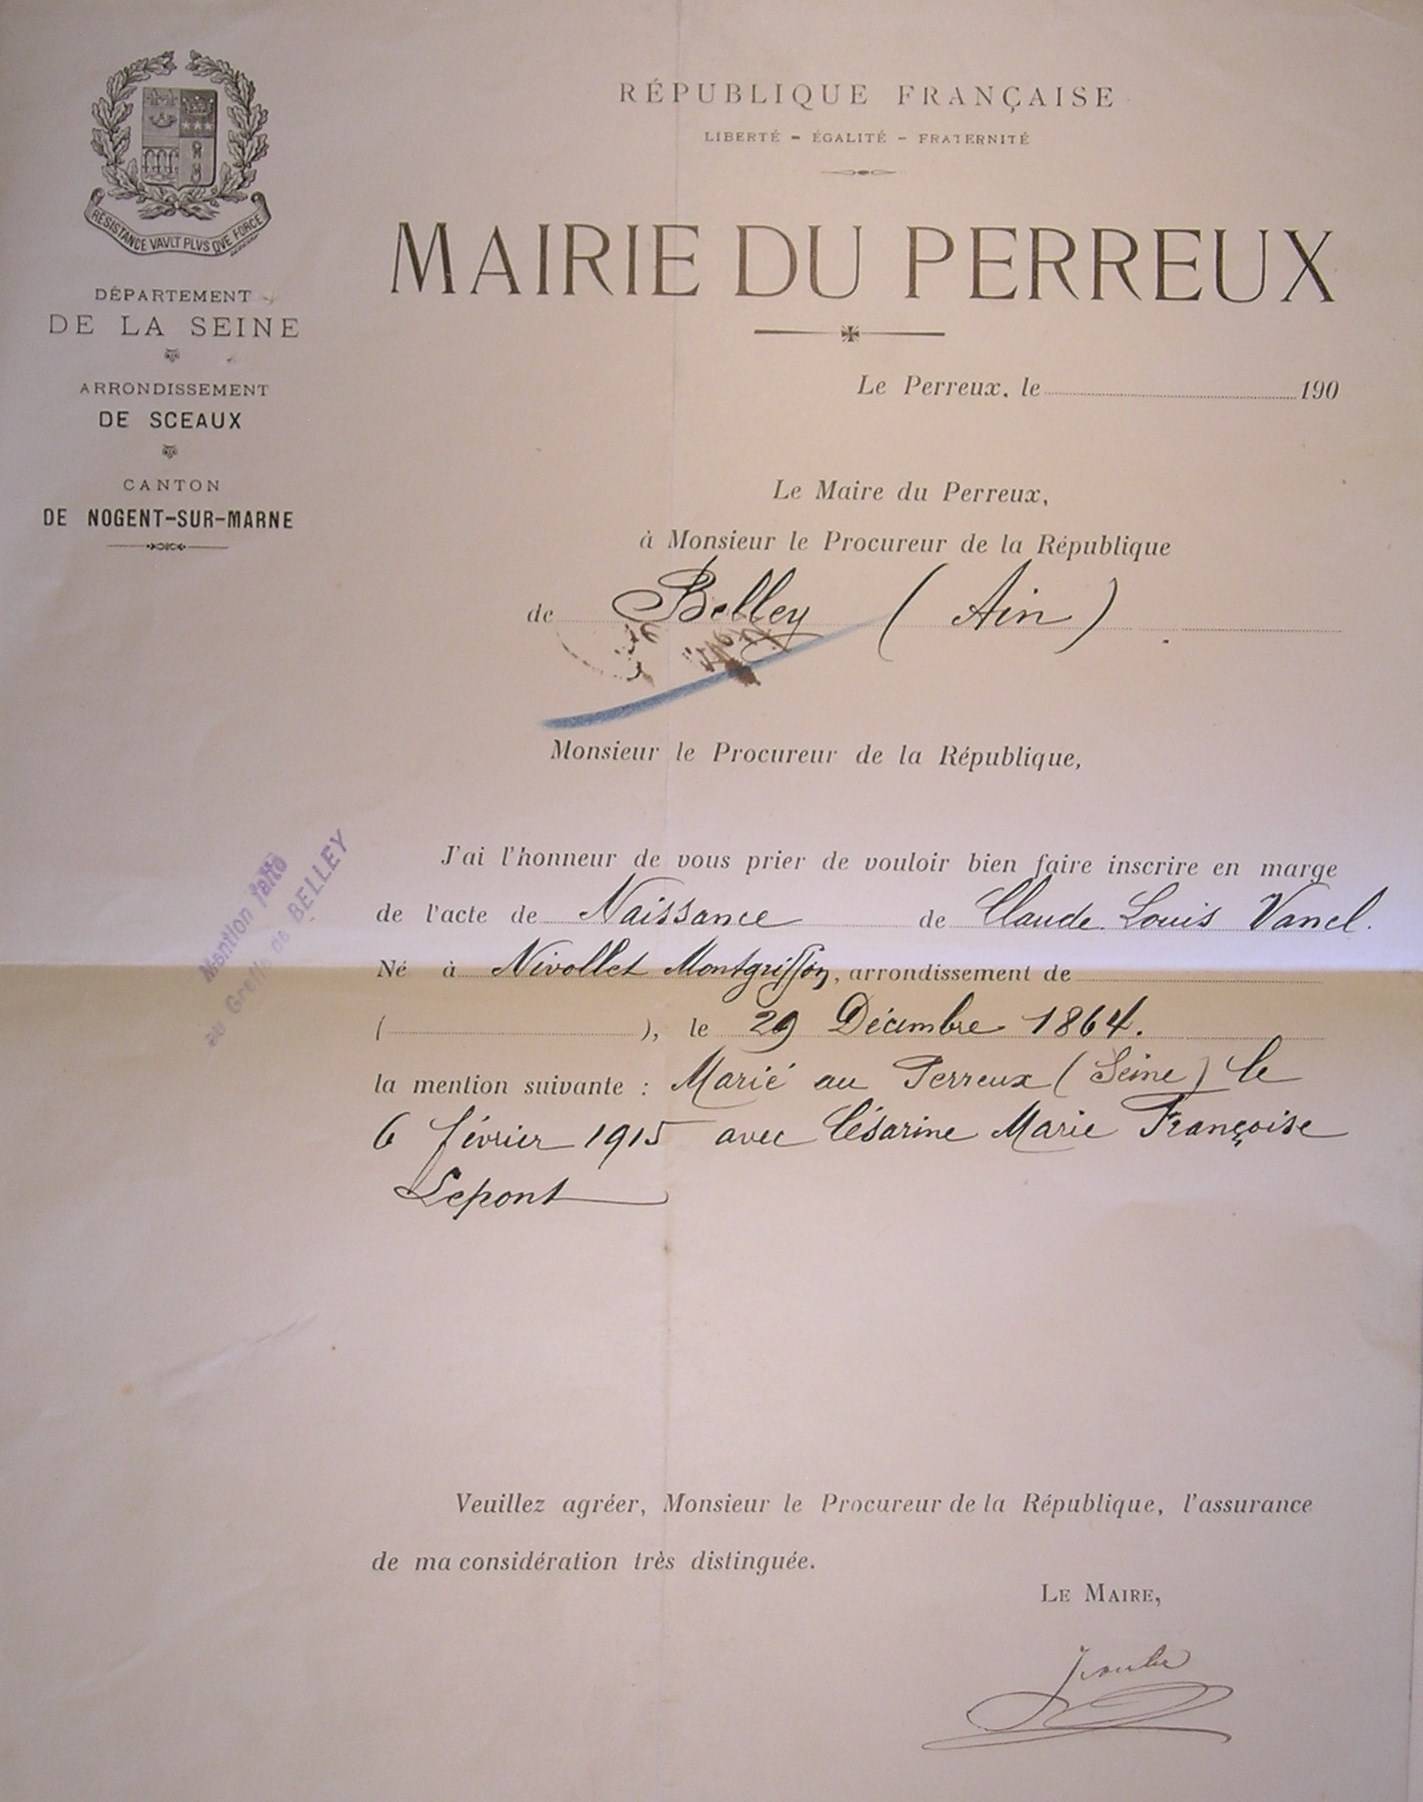 RÉPUBLIQUE FRANÇAISE
LIBERTÉ - ÉGALITÉ - FRATERNITÉ
MAIRIE DU PERREUX
RÉSISTANCE VAVLT PLVS QVE FORCE
DÉPARTEMENT
DE LA SEINE
ARRONDISSEMENT
DE SCEAUX
CANTON
DE NOGENT-SUR-MARNE
Le Perreux, le 190
Le Maire du Perreux,
à Monsieur le Procureur de la République
de Belley (Ain)
Monsieur le Procureur de la République,
Mention faite
au Greffe de BELLEY
J'ai l'honneur de vous prier de vouloir bien faire inscrire en marge
de l'acte de Naissance de Claude Louis Vancl.
Né à Nivollet Montgriffon, arrondissement de
( ), le 29 Décembre 1864.
la mention suivante : Marié au Perreux (Seine) le
6 février 1915 avec Césarine Marie Françoise
Lepont
Veuillez agréer, Monsieur le Procureur de la République, l'assurance
de ma considération très distinguée.
LE MAIRE,